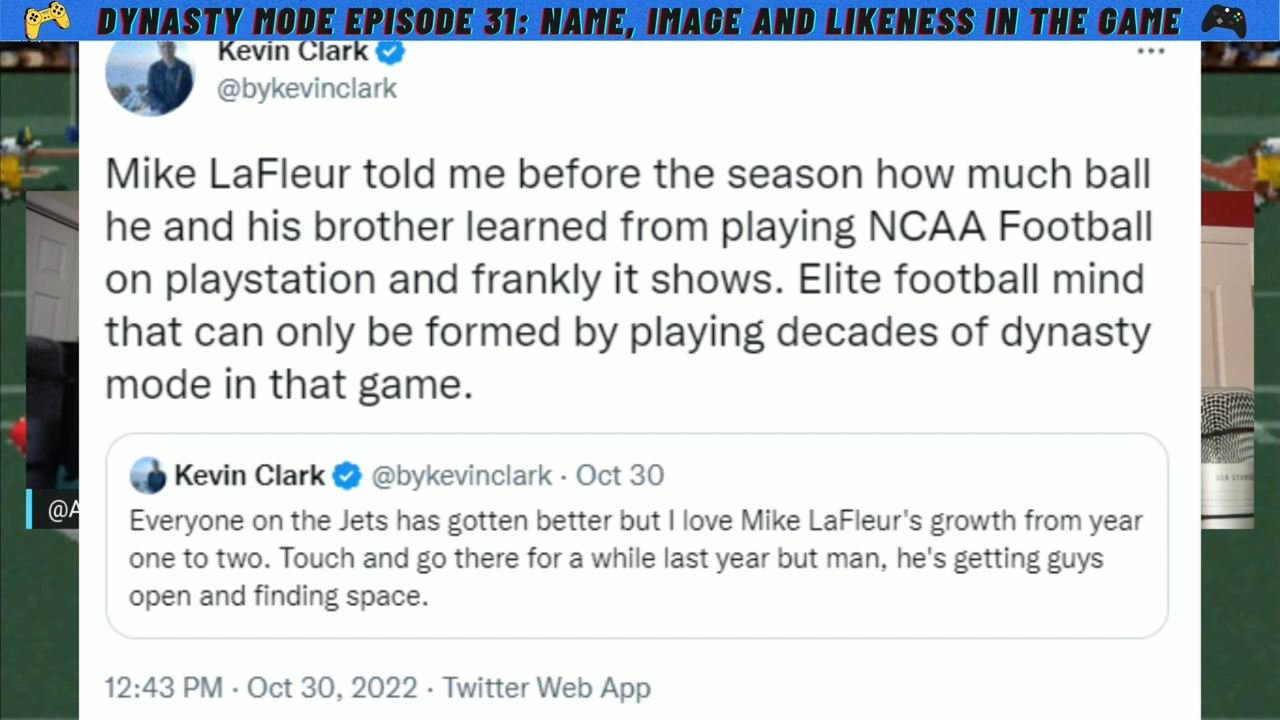 DYNASTY MODE EPISODE 31: NAME, IMAGE AND LIKENESS IN THE GAME
Kevin Clark
@bykevinclark
Mike LaFleur told me before the season how much ball
he and his brother learned from playing NCAA Football
on playstation and frankly it shows. Elite football mind
that can only be formed by playing decades of dynasty
mode in that game.
Kevin Clark @bykevinclark · Oct 30
Everyone on the Jets has gotten better but I love Mike LaFleur's growth from year
one to two. Touch and go there for a while last year but man, he's getting guys
open and finding space.
12:43 PM · Oct 30, 2022 · Twitter Web App